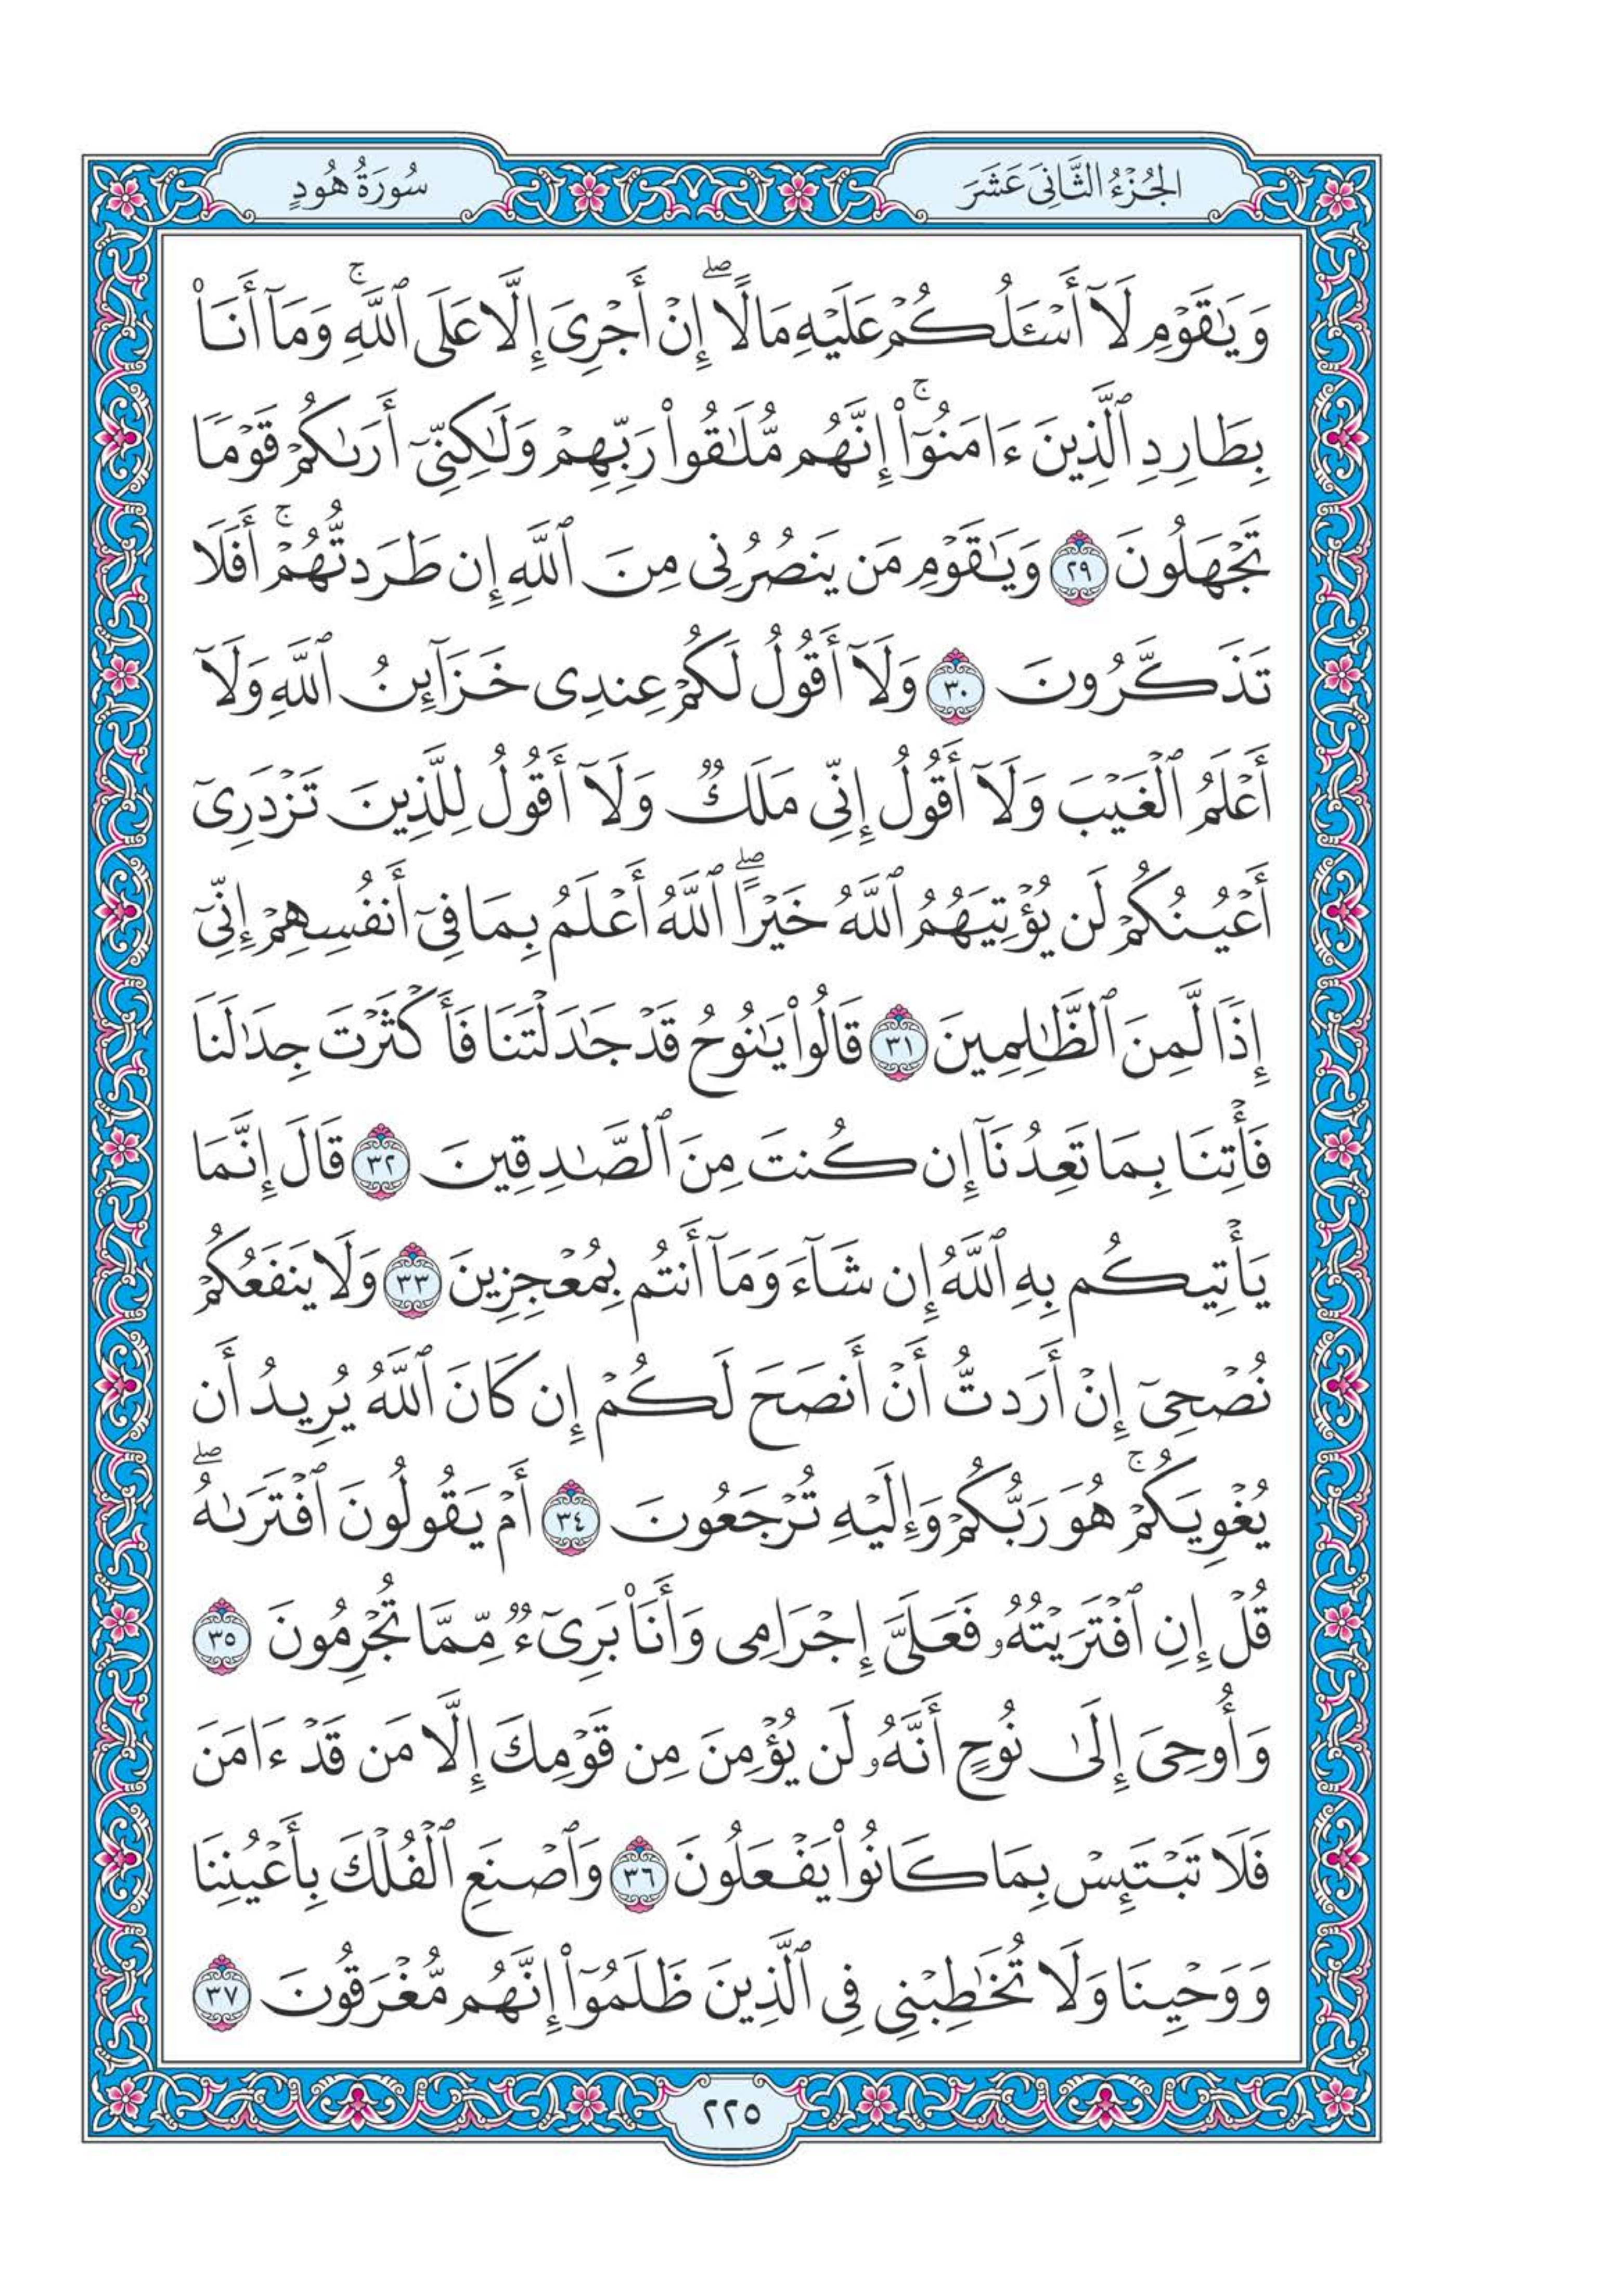 الجُزْءُ الثَّانِىَ عَشَرَ
سُورَةُ هُودٍ
وَيَٰقَوْمِ لَآ أَسْـَٔلُكُمْ عَلَيْهِ مَالًا ۖ إِنْ أَجْرِىَ إِلَّا عَلَى ٱللَّهِ ۚ وَمَآ أَنَا۠
بِطَارِدِ ٱلَّذِينَ ءَامَنُوٓا۟ ۚ إِنَّهُم مُّلَٰقُوا۟ رَبِّهِمْ وَلَٰكِنِّىٓ أَرَىٰكُمْ قَوْمًا
تَجْهَلُونَ ٢٩ وَيَٰقَوْمِ مَن يَنصُرُنِى مِنَ ٱللَّهِ إِن طَرَدتُّهُمْ ۚ أَفَلَا
تَذَكَّرُونَ ٣٠ وَلَآ أَقُولُ لَكُمْ عِندِى خَزَآئِنُ ٱللَّهِ وَلَآ
أَعْلَمُ ٱلْغَيْبَ وَلَآ أَقُولُ إِنِّى مَلَكٌ وَلَآ أَقُولُ لِلَّذِينَ تَزْدَرِىٓ
أَعْيُنُكُمْ لَن يُؤْتِيَهُمُ ٱللَّهُ خَيْرًا ۖ ٱللَّهُ أَعْلَمُ بِمَا فِىٓ أَنفُسِهِمْ إِنِّىٓ
إِذًا لَّمِنَ ٱلظَّٰلِمِينَ ٣١ قَالُوا۟ يَٰنُوحُ قَدْ جَٰدَلْتَنَا فَأَكْثَرْتَ جِدَٰلَنَا
فَأْتِنَا بِمَا تَعِدُنَآ إِن كُنتَ مِنَ ٱلصَّٰدِقِينَ ٣٢ قَالَ إِنَّمَا
يَأْتِيكُم بِهِ ٱللَّهُ إِن شَآءَ وَمَآ أَنتُم بِمُعْجِزِينَ ٣٣ وَلَا يَنفَعُكُمْ
نُصْحِىٓ إِنْ أَرَدتُّ أَنْ أَنصَحَ لَكُمْ إِن كَانَ ٱللَّهُ يُرِيدُ أَن
يُغْوِيَكُمْ ۚ هُوَ رَبُّكُمْ وَإِلَيْهِ تُرْجَعُونَ ٣٤ أَمْ يَقُولُونَ ٱفْتَرَىٰهُ ۖ
قُلْ إِنِ ٱفْتَرَيْتُهُۥ فَعَلَىَّ إِجْرَامِى وَأَنَا۠ بَرِىٓءٌ مِّمَّا تُجْرِمُونَ ٣٥
وَأُوحِىَ إِلَىٰ نُوحٍ أَنَّهُۥ لَن يُؤْمِنَ مِن قَوْمِكَ إِلَّا مَن قَدْ ءَامَنَ
فَلَا تَبْتَئِسْ بِمَا كَانُوا۟ يَفْعَلُونَ ٣٦ وَٱصْنَعِ ٱلْفُلْكَ بِأَعْيُنِنَا
وَوَحْيِنَا وَلَا تُخَٰطِبْنِى فِى ٱلَّذِينَ ظَلَمُوٓا۟ إِنَّهُم مُّغْرَقُونَ ٣٧
٢٢٥